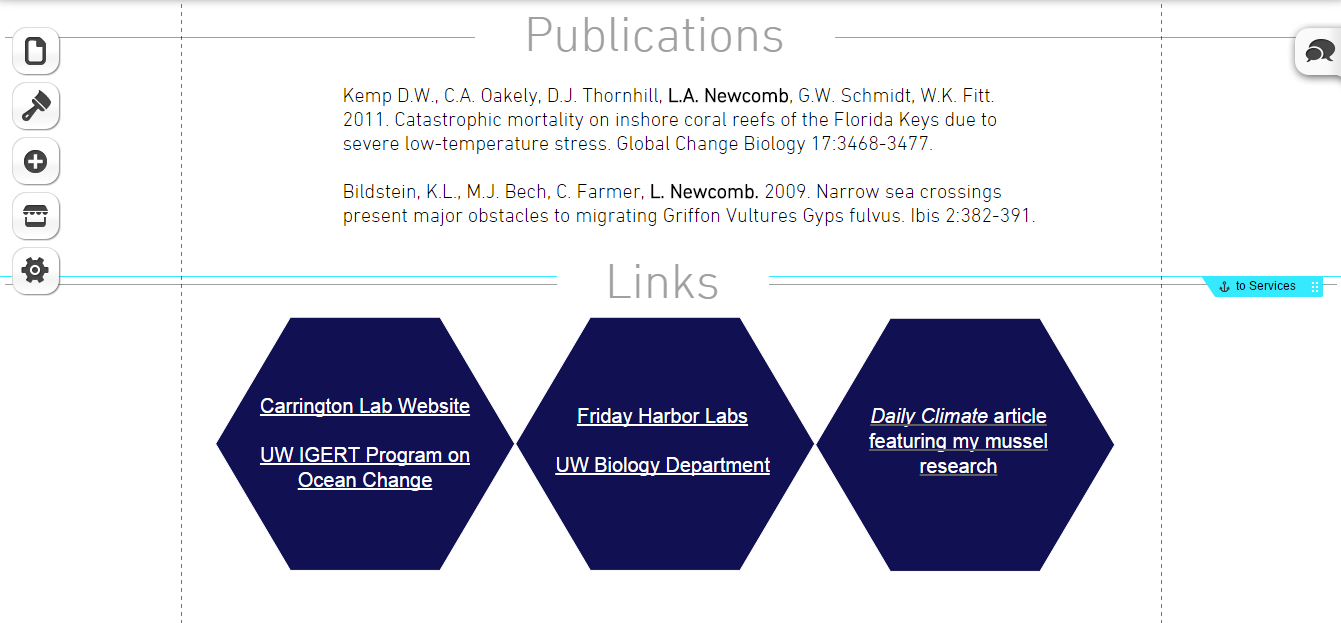 Publications
Kemp D.W., C.A. Oakely, D.J. Thornhill, L.A. Newcomb, G.W. Schmidt, W.K. Fitt.
2011. Catastrophic mortality on inshore coral reefs of the Florida Keys due to
severe low-temperature stress. Global Change Biology 17:3468-3477.
Bildstein, K.L., M.J. Bech, C. Farmer, L. Newcomb. 2009. Narrow sea crossings
present major obstacles to migrating Griffon Vultures Gyps fulvus. Ibis 2:382-391.
Links
to Services
Carrington Lab Website
UW IGERT Program on
Ocean Change
Friday Harbor Labs
UW Biology Department
Daily Climate article
featuring my mussel
research